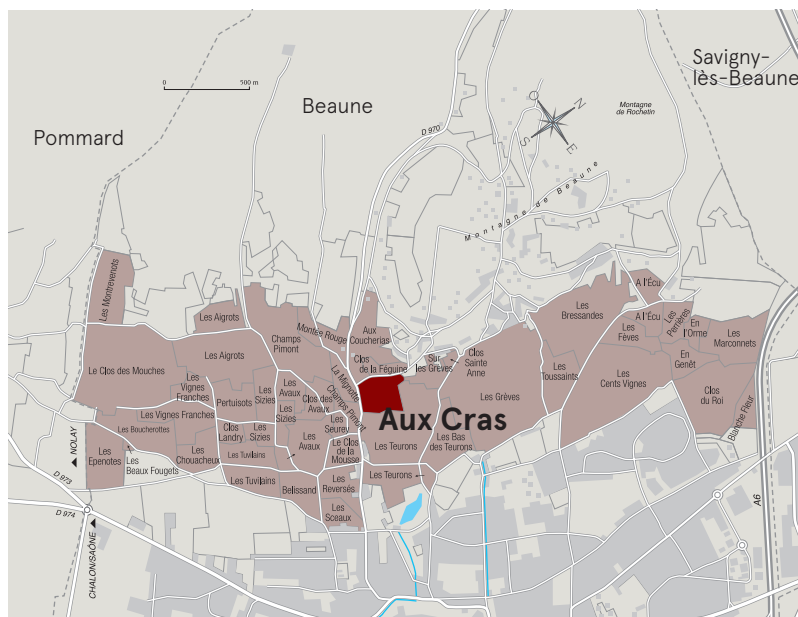 Savigny-
lès-Beaune
Beaune
Pommard
0
500 m
D 970
O
N
S
E
Montagne
de Rochetin
Montagne de Beaune
Les Montrevenots
Les Aigrots
Champs
Pimont
Montée Rouge
Aux
Coucherias
Clos
de la Féguine
Sur
les Grèves
Clos
Sainte
Anne
Les
Bressandes
A l'Écu
A l'Écu
Les
Perrières
En
l'Orme
Les
Marconnets
Les
Fèves
En
Genêt
Les
Cents Vignes
Clos
du Roi
Blanche Fleur
Les
Toussaints
Les Grèves
Le Clos des Mouches
Les Aigrots
Les
Vignes
Franches
Pertuisots
Les
Sizies
Les
Avaux
Clos des
Avaux
La Mignotte
Champs Pimont
Aux Cras
Les Vignes Franches
Les Boucherottes
Les
Epenotes
Les
Beaux Fougets
Les
Chouacheux
Clos
Landry
Les
Sizies
Les
Sizies
Les Tuvilains
Les
Avaux
Les
Seurey
Le Clos
de la
Mousse
Les Teurons
Les Bas
des Teurons
Les Tuvilains
Belissand
Les
Reversés
Les Teurons
Les
Sceaux
NOLAY
D 973
D 974
CHALON/SAÔNE
A6